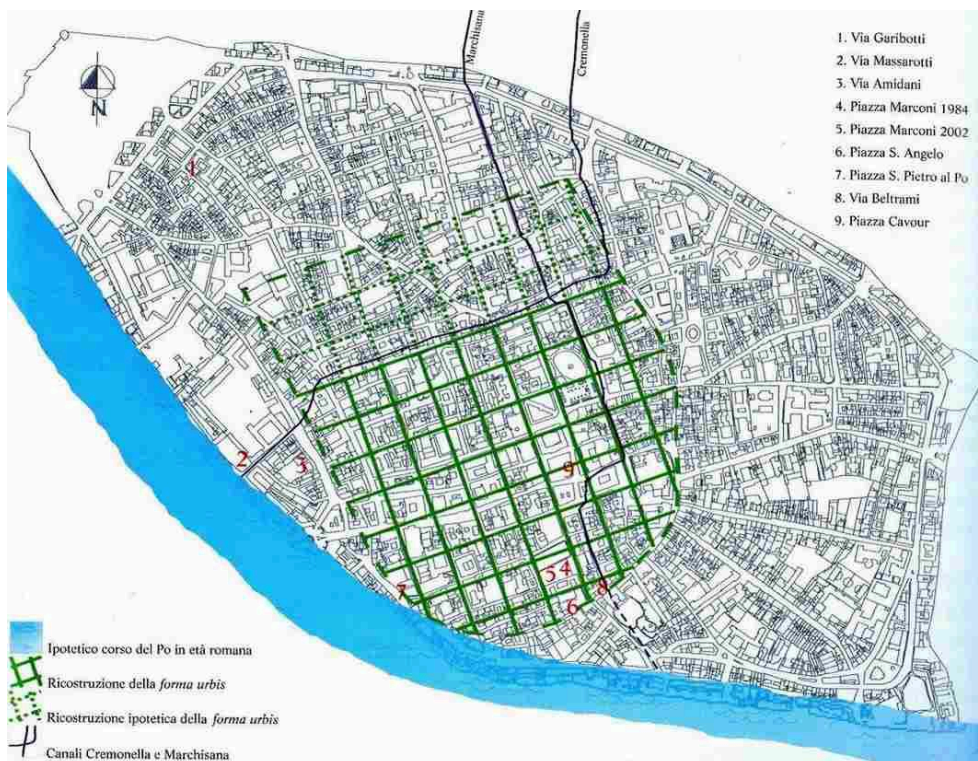 Marchisana
Cremonella
N
1. Via Garibotti
2. Via Massarotti
3. Via Amidani
4. Piazza Marconi 1984
5. Piazza Marconi 2002
6. Piazza S. Angelo
7. Piazza S. Pietro al Po
8. Via Beltrami
9. Piazza Cavour
1
2
3
9
5 4
7
8
6
Ipotetico corso del Po in età romana
Ricostruzione della forma urbis
Ricostruzione ipotetica della forma urbis
Canali Cremonella e Marchisana